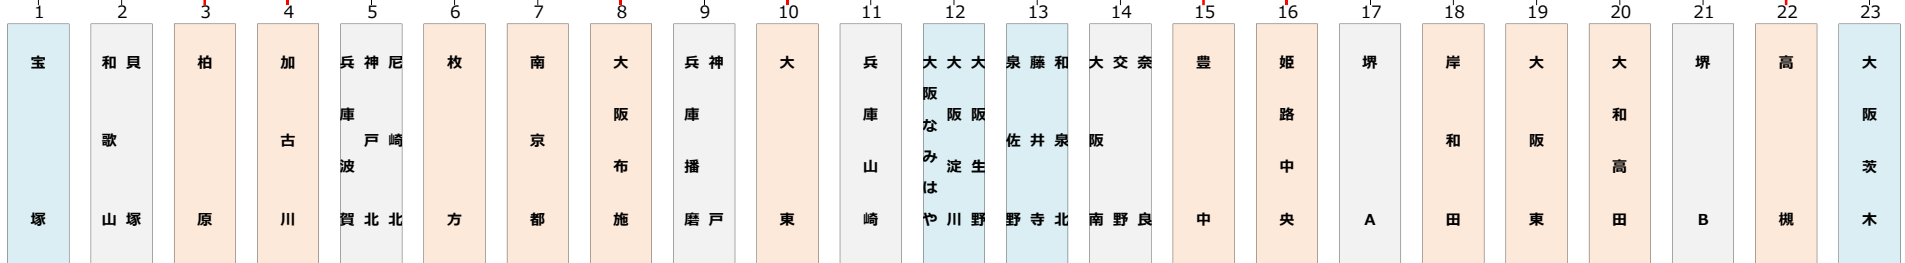 1
宝塚
2
貝塚
和歌山
3
柏原
4
加古川
5
尼崎北
神戸北
兵庫波賀
6
枚方
7
南京都
8
大阪布施
9
神戸
兵庫播磨
10
大東
11
兵庫山崎
12
大阪生野
大阪淀川
大阪なみはや
13
和泉北
藤井寺
泉佐野
14
奈良
交野
大阪南
15
豊中
16
姫路中央
17
堺A
18
岸和田
19
大阪東
20
大和高田
21
堺B
22
高槻
23
大阪茨木